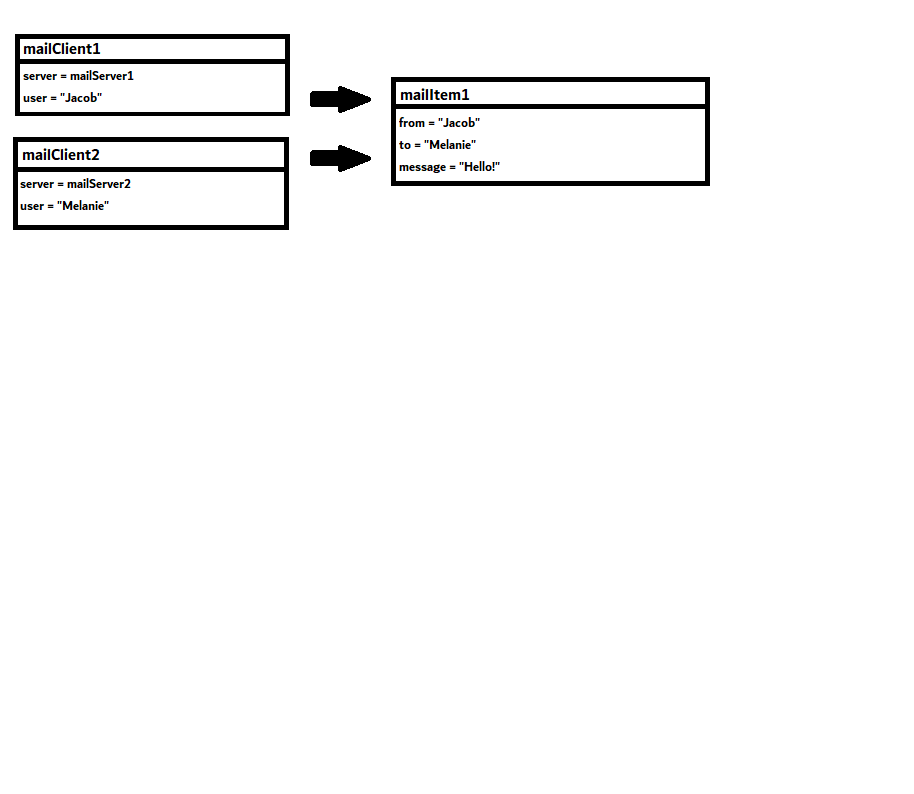 mailClient1
server = mailServer1
user = "Jacob"
mailClient2
server = mailServer2
user = "Melanie"
mailItem1
from = "Jacob"
to = "Melanie"
message = "Hello!"